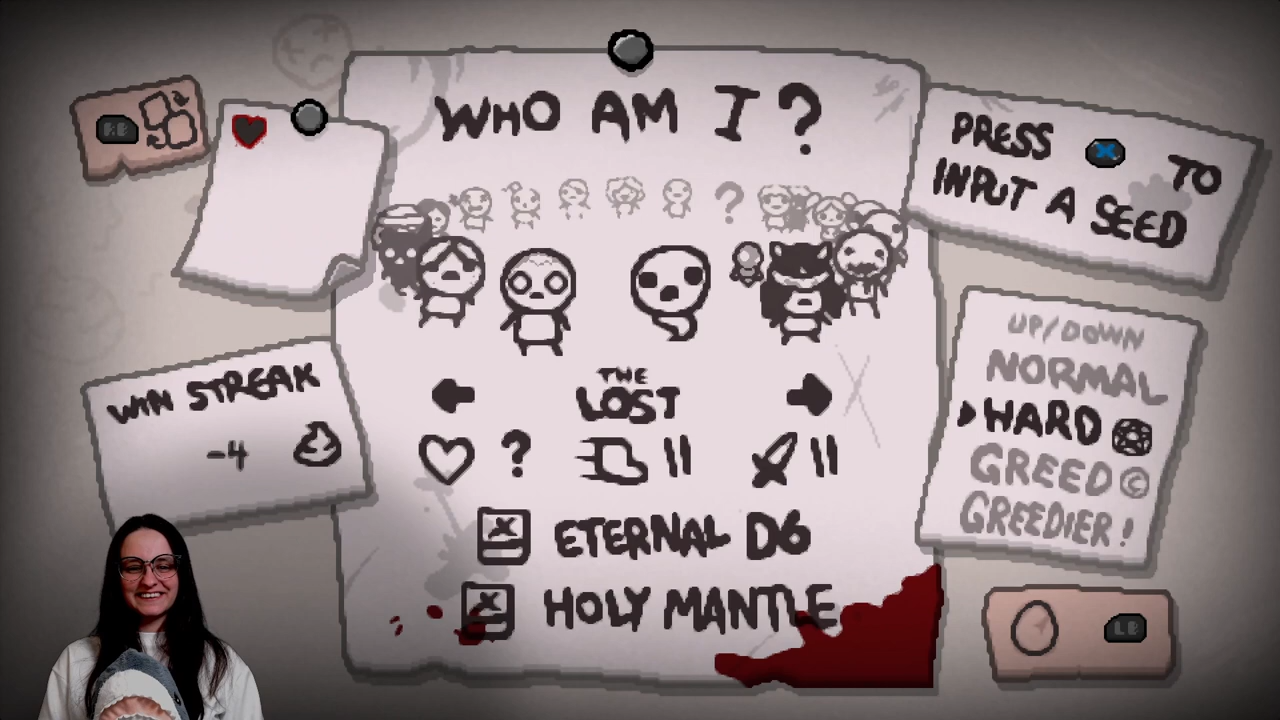 WHO AM I?
RB
PRESS X TO
INPUT A SEED
?
WIN STREAK
-4
THE
LOST
?
ETERNAL D6
HOLY MANTLE
UP/DOWN
NORMAL
HARD
GREED C
GREEDIER!
LB